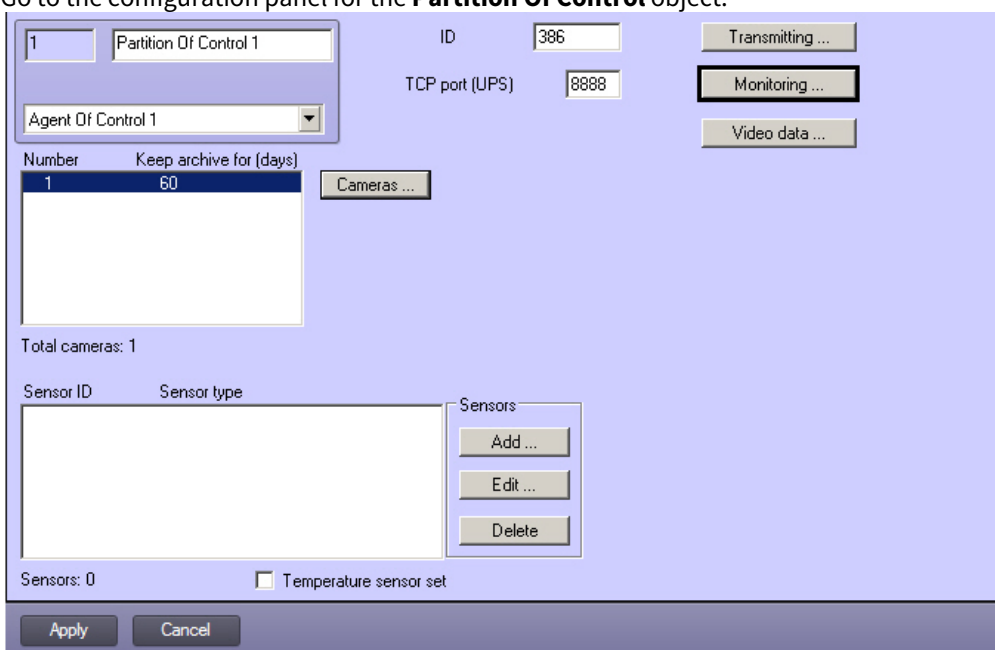 Go to the configuration panel for the Partition Of Control object.
1 Partition Of Control 1 ID 386 Transmitting ...
TCP port (UPS) 8888 Monitoring ...
Agent Of Control 1 Video data ...
Number Keep archive for (days)
1 60 Cameras ...
Total cameras: 1
Sensor ID Sensor type
Sensors
Add ...
Edit ...
Delete
Sensors: 0 Temperature sensor set
Apply Cancel